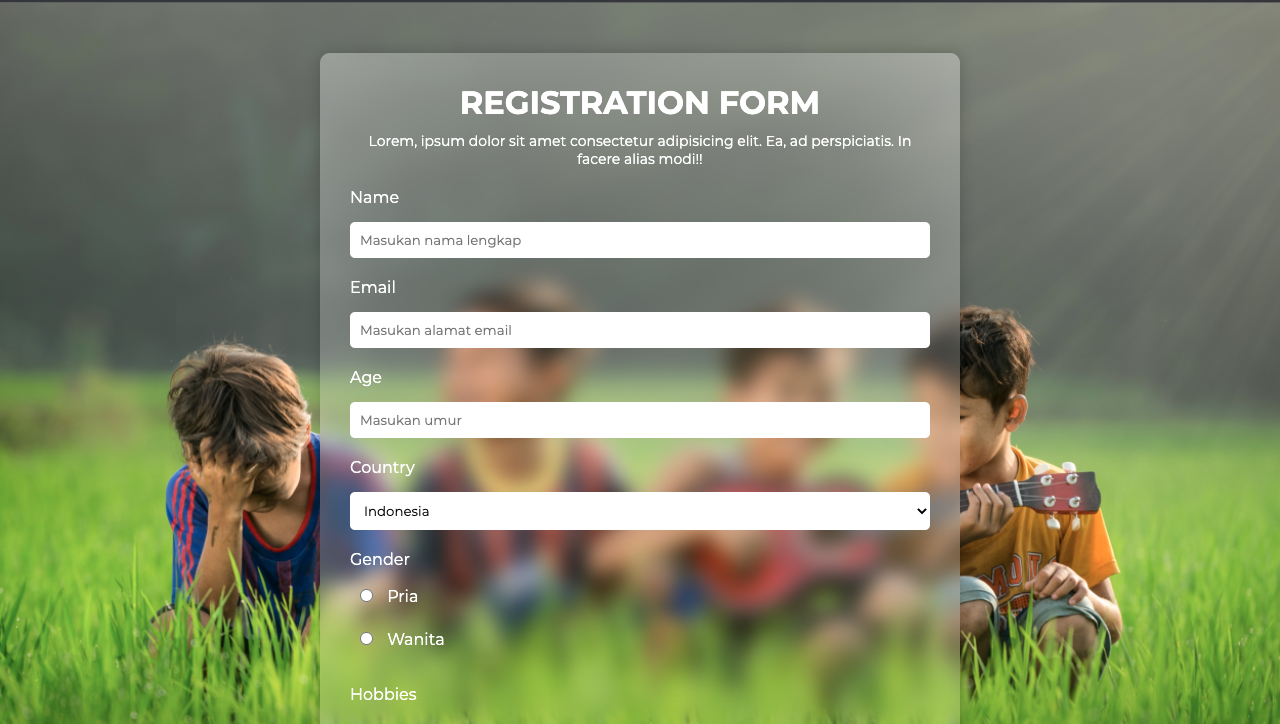 REGISTRATION FORM
Lorem, ipsum dolor sit amet consectetur adipisicing elit. Ea, ad perspiciatis. In
facere alias modi!!
Name
Masukan nama lengkap
Email
Masukan alamat email
Age
Masukan umur
Country
Indonesia
Gender
Pria
Wanita
Hobbies